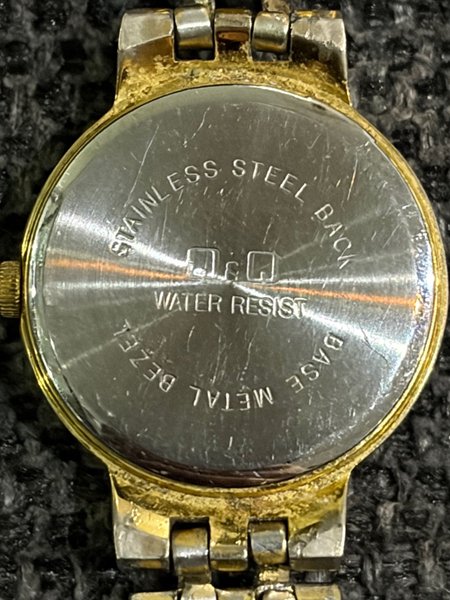 STAINLESS STEEL BACK
Q&Q
WATER RESIST
BASE METAL BEZEL